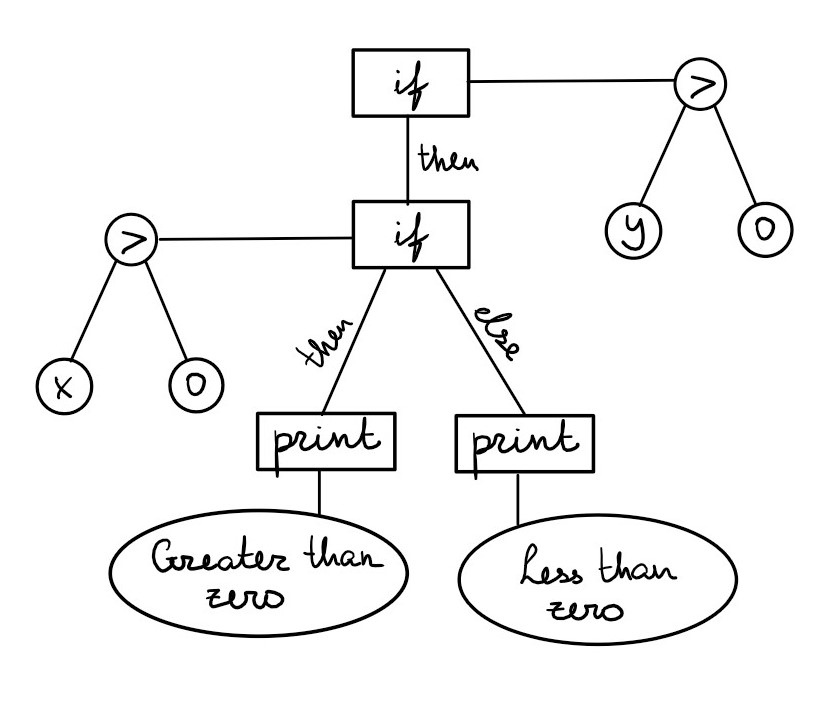 if
>
then
y
0
>
if
then
else
x
0
print
print
Greater than
zero
Less than
zero